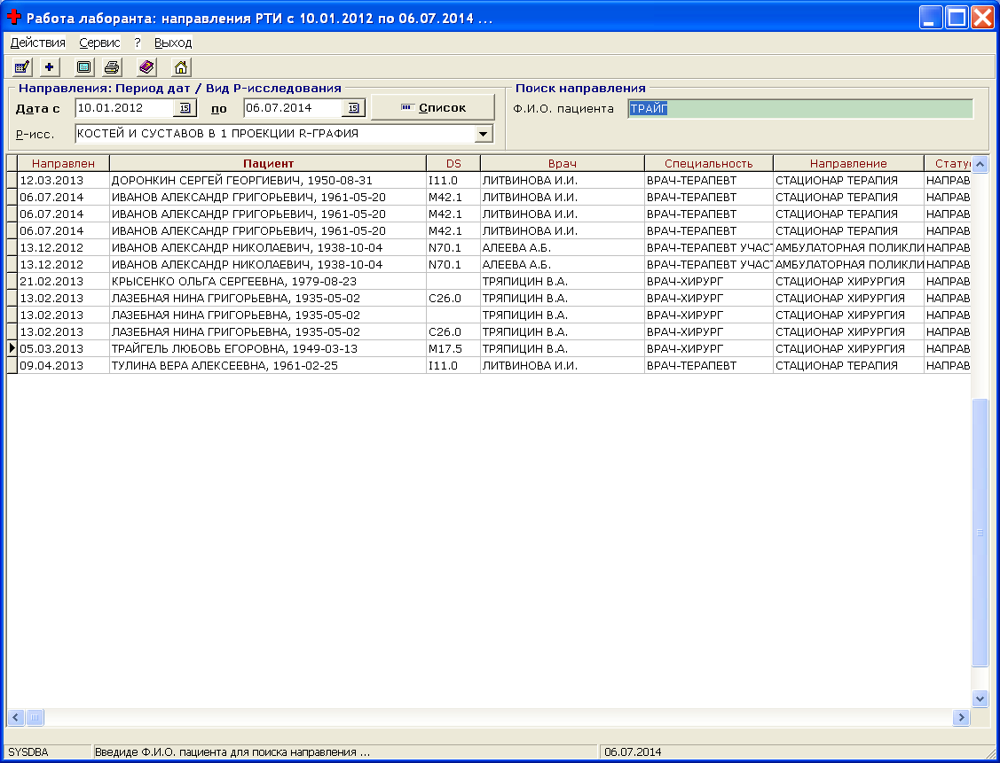 Работа лаборанта: направления РТИ с 10.01.2012 по 06.07.2014 ...
Действия Сервис ? Выход
Направления: Период дат / Вид Р-исследования Поиск направления
Дата с 10.01.2012 15 по 06.07.2014 15 Список Ф.И.О. пациента ТРАЙГ
Р-исс. КОСТЕЙ И СУСТАВОВ В 1 ПРОЕКЦИИ R-ГРАФИЯ
Направлен Пациент DS Врач Специальность Направление Стату
12.03.2013 ДОРОНКИН СЕРГЕЙ ГЕОРГИЕВИЧ, 1950-08-31 I11.0 ЛИТВИНОВА И.И. ВРАЧ-ТЕРАПЕВТ СТАЦИОНАР ТЕРАПИЯ НАПРАВ
06.07.2014 ИВАНОВ АЛЕКСАНДР ГРИГОРЬЕВИЧ, 1961-05-20 M42.1 ЛИТВИНОВА И.И. ВРАЧ-ТЕРАПЕВТ СТАЦИОНАР ТЕРАПИЯ НАПРАВ
06.07.2014 ИВАНОВ АЛЕКСАНДР ГРИГОРЬЕВИЧ, 1961-05-20 M42.1 ЛИТВИНОВА И.И. ВРАЧ-ТЕРАПЕВТ СТАЦИОНАР ТЕРАПИЯ НАПРАВ
06.07.2014 ИВАНОВ АЛЕКСАНДР ГРИГОРЬЕВИЧ, 1961-05-20 M42.1 ЛИТВИНОВА И.И. ВРАЧ-ТЕРАПЕВТ СТАЦИОНАР ТЕРАПИЯ НАПРАВ
13.12.2012 ИВАНОВ АЛЕКСАНДР НИКОЛАЕВИЧ, 1938-10-04 N70.1 АЛЕЕВА А.Б. ВРАЧ-ТЕРАПЕВТ УЧАСТ АМБУЛАТОРНАЯ ПОЛИКЛИ НАПРАВ
13.12.2012 ИВАНОВ АЛЕКСАНДР НИКОЛАЕВИЧ, 1938-10-04 N70.1 АЛЕЕВА А.Б. ВРАЧ-ТЕРАПЕВТ УЧАСТ АМБУЛАТОРНАЯ ПОЛИКЛИ НАПРАВ
21.02.2013 КРЫСЕНКО ОЛЬГА СЕРГЕЕВНА, 1979-08-23 ТРЯПИЦИН В.А. ВРАЧ-ХИРУРГ СТАЦИОНАР ХИРУРГИЯ НАПРАВ
13.02.2013 ЛАЗЕБНАЯ НИНА ГРИГОРЬЕВНА, 1935-05-02 C26.0 ТРЯПИЦИН В.А. ВРАЧ-ХИРУРГ СТАЦИОНАР ХИРУРГИЯ НАПРАВ
13.02.2013 ЛАЗЕБНАЯ НИНА ГРИГОРЬЕВНА, 1935-05-02 ТРЯПИЦИН В.А. ВРАЧ-ХИРУРГ СТАЦИОНАР ХИРУРГИЯ НАПРАВ
13.02.2013 ЛАЗЕБНАЯ НИНА ГРИГОРЬЕВНА, 1935-05-02 C26.0 ТРЯПИЦИН В.А. ВРАЧ-ХИРУРГ СТАЦИОНАР ХИРУРГИЯ НАПРАВ
05.03.2013 ТРАЙГЕЛЬ ЛЮБОВЬ ЕГОРОВНА, 1949-03-13 M17.5 ТРЯПИЦИН В.А. ВРАЧ-ХИРУРГ СТАЦИОНАР ХИРУРГИЯ НАПРАВ
09.04.2013 ТУЛИНА ВЕРА АЛЕКСЕЕВНА, 1961-02-25 I11.0 ЛИТВИНОВА И.И. ВРАЧ-ТЕРАПЕВТ СТАЦИОНАР ТЕРАПИЯ НАПРАВ
SYSDBA Введиде Ф.И.О. пациента для поиска направления ... 06.07.2014